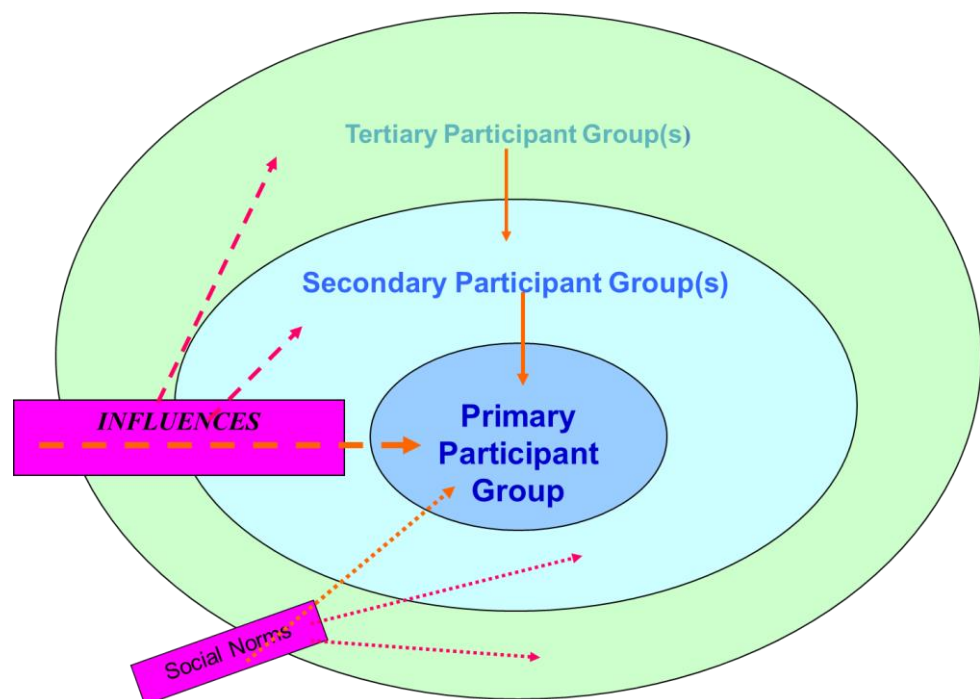 Tertiary Participant Group(s)
Secondary Participant Group(s)
INFLUENCES
Primary
Participant
Group
Social Norms